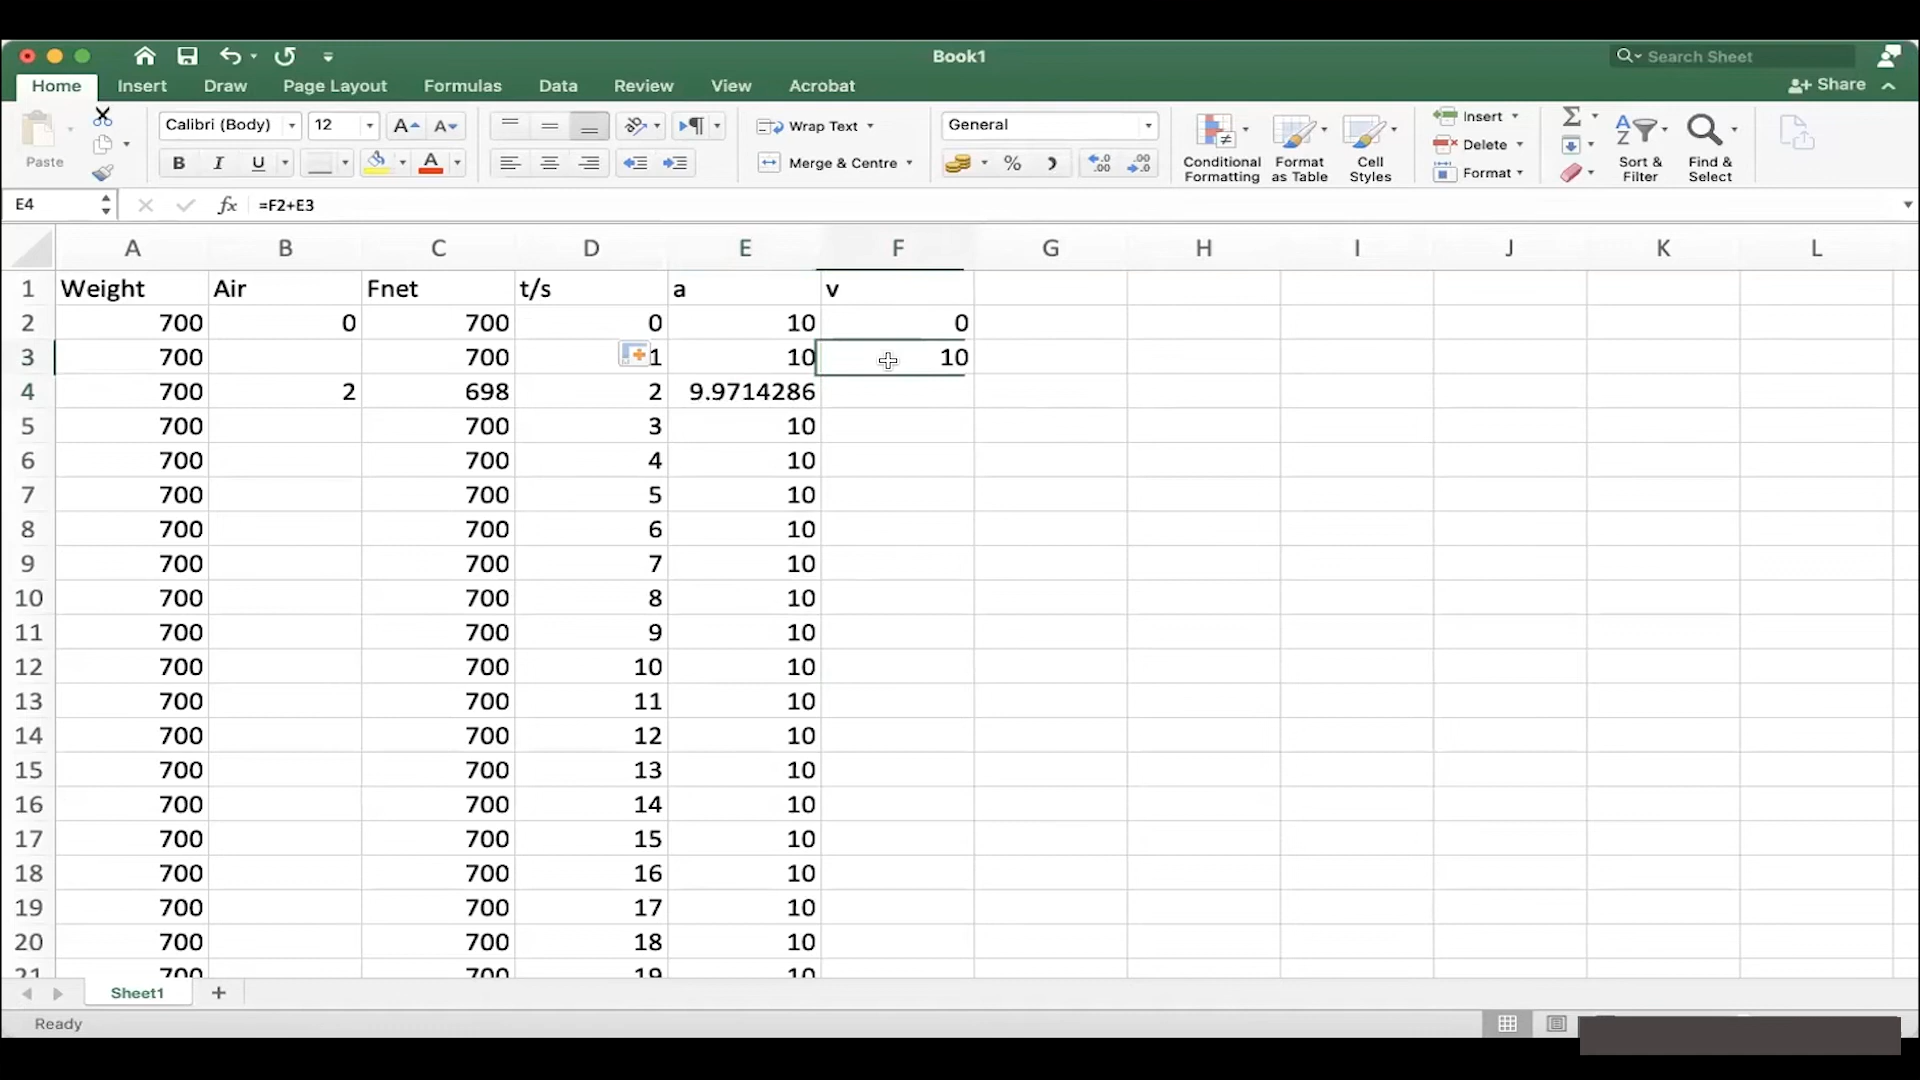 Book1
Search Sheet
Home Insert Draw Page Layout Formulas Data Review View Acrobat
Share
Paste
Calibri (Body) 12 A A
B I U A
Wrap Text
Merge & Centre
General
%
Conditional Formatting
Format as Table
Cell Styles
Insert
Delete
Format
Sort & Filter
Find & Select
E4 fx =F2+E3
A B C D E F G H I J K L
1 Weight Air Fnet t/s a v
2 700 0 700 0 10 0
3 700 700 1 10 10
4 700 2 698 2 9.9714286
5 700 700 3 10
6 700 700 4 10
7 700 700 5 10
8 700 700 6 10
9 700 700 7 10
10 700 700 8 10
11 700 700 9 10
12 700 700 10 10
13 700 700 11 10
14 700 700 12 10
15 700 700 13 10
16 700 700 14 10
17 700 700 15 10
18 700 700 16 10
19 700 700 17 10
20 700 700 18 10
21 700 700 19 10
Sheet1 +
Ready